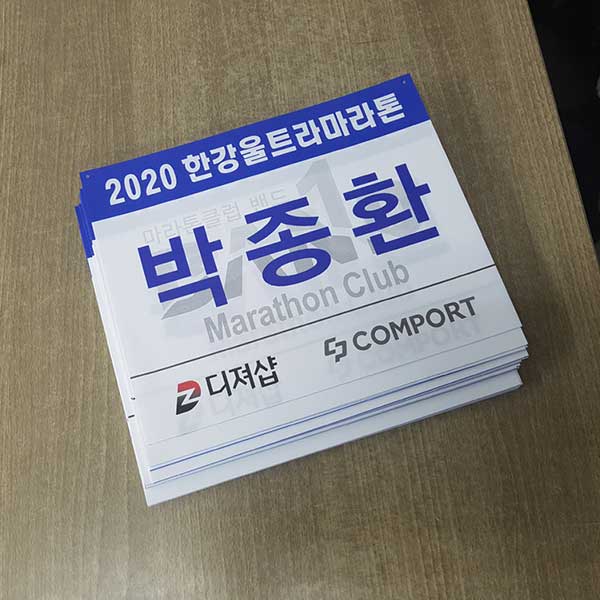 2020 한강울트라마라톤
마라톤클럽 밴드
박종환
Marathon Club
디져샵
COMPORT